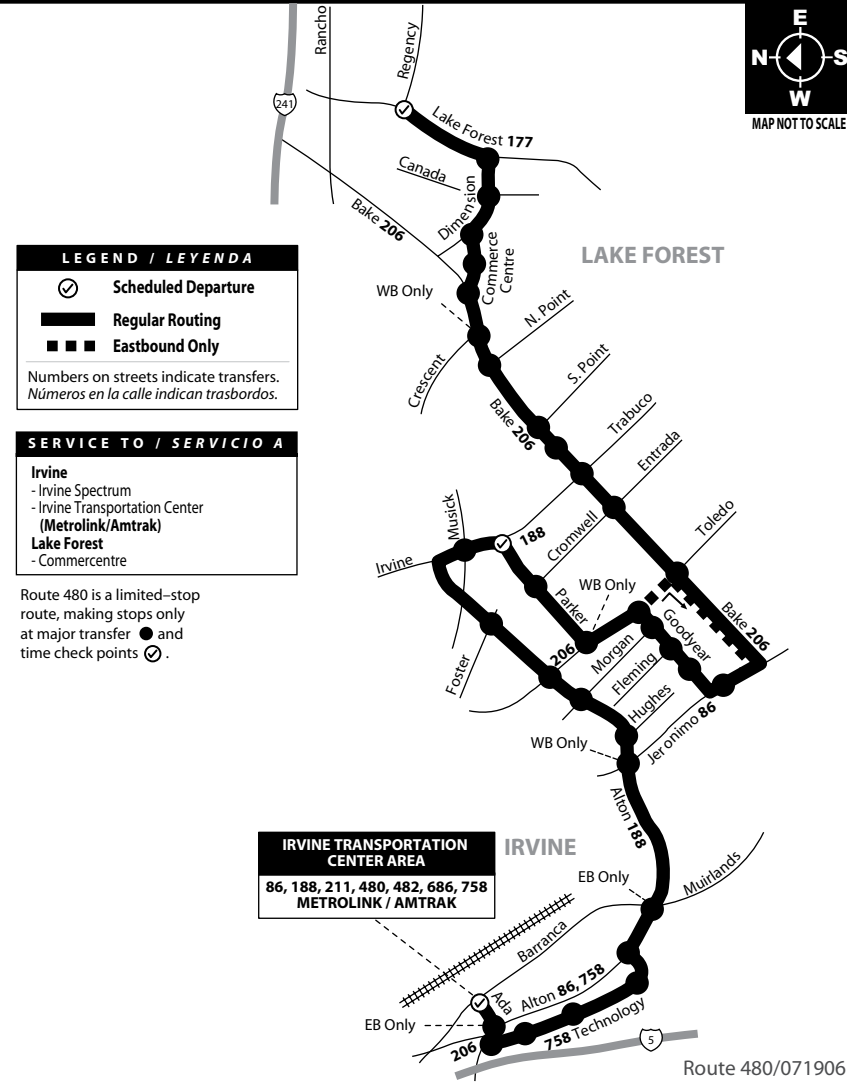 E
N S
W
MAP NOT TO SCALE
Rancho
Regency
241
Lake Forest 177
Canada
Dimension
Bake 206
Commerce
Centre
LAKE FOREST
LEGEND / LEYENDA
Scheduled Departure
Regular Routing
Eastbound Only
Numbers on streets indicate transfers.
Números en la calle indican trasbordos.
WB Only
N. Point
Crescent
S. Point
Bake 206
Trabuco
Entrada
SERVICE TO / SERVICIO A
Irvine
- Irvine Spectrum
- Irvine Transportation Center
(Metrolink/Amtrak)
Lake Forest
- Commercentre
Route 480 is a limited–stop
route, making stops only
at major transfer and
time check points .
Musick
188
Cromwell
Toledo
Irvine
Parker
WB Only
Bake 206
Goodyear
206
Morgan
Fleming
Foster
Hughes
Jeronimo 86
WB Only
Alton 188
IRVINE TRANSPORTATION
CENTER AREA
86, 188, 211, 480, 482, 686, 758
METROLINK / AMTRAK
IRVINE
EB Only
Muirlands
Barranca
Ada
Alton 86, 758
EB Only
206
758 Technology
5
Route 480/071906